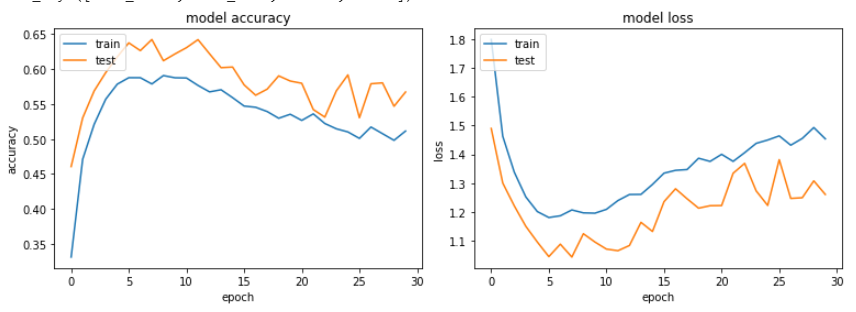 model accuracy
train
test
0.65
0.60
0.55
0.50
0.45
0.40
0.35
accuracy
0 5 10 15 20 25 30
epoch
model loss
train
test
1.8
1.7
1.6
1.5
1.4
1.3
1.2
1.1
loss
0 5 10 15 20 25 30
epoch